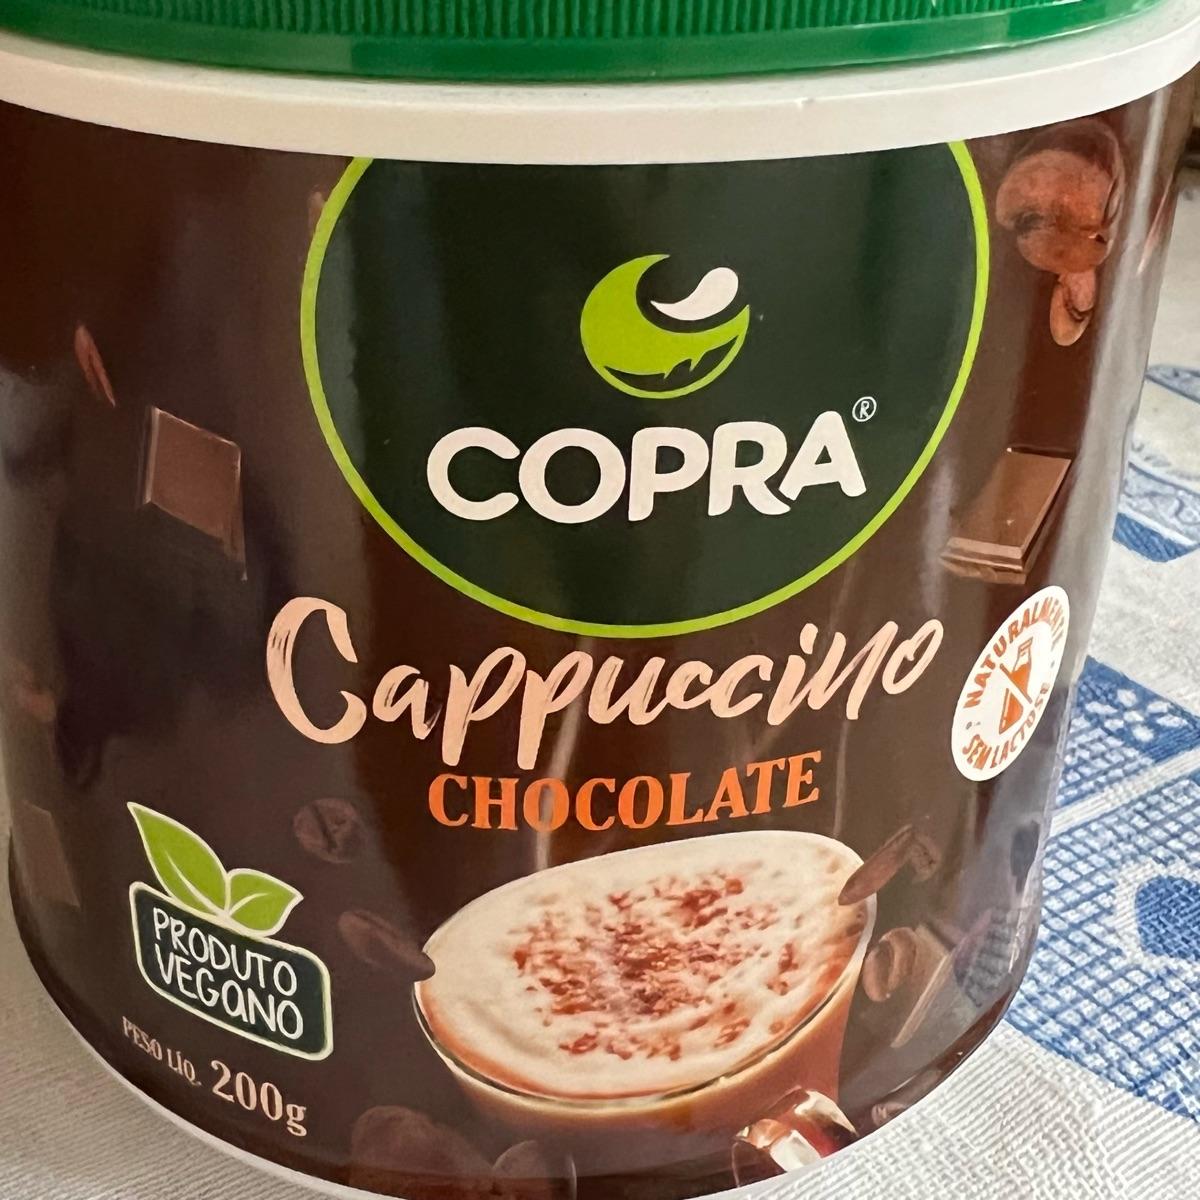 COPRA®
Cappuccino
CHOCOLATE
NATURALMENTE
SEM LACTOSE
PRODUTO
VEGANO
PESO LÍQ. 200g